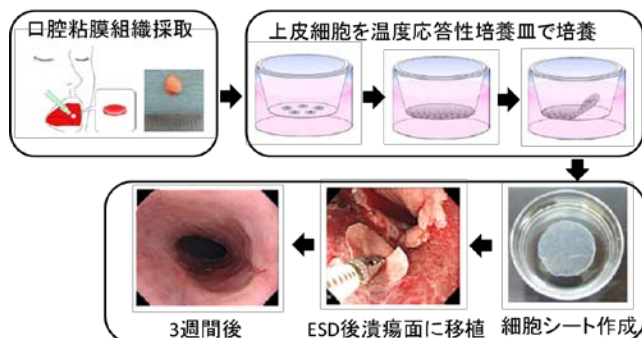 口腔粘膜組織採取
上皮細胞を温度応答性培養皿で培養
細胞シート作成
ESD後潰瘍面に移植
3週間後